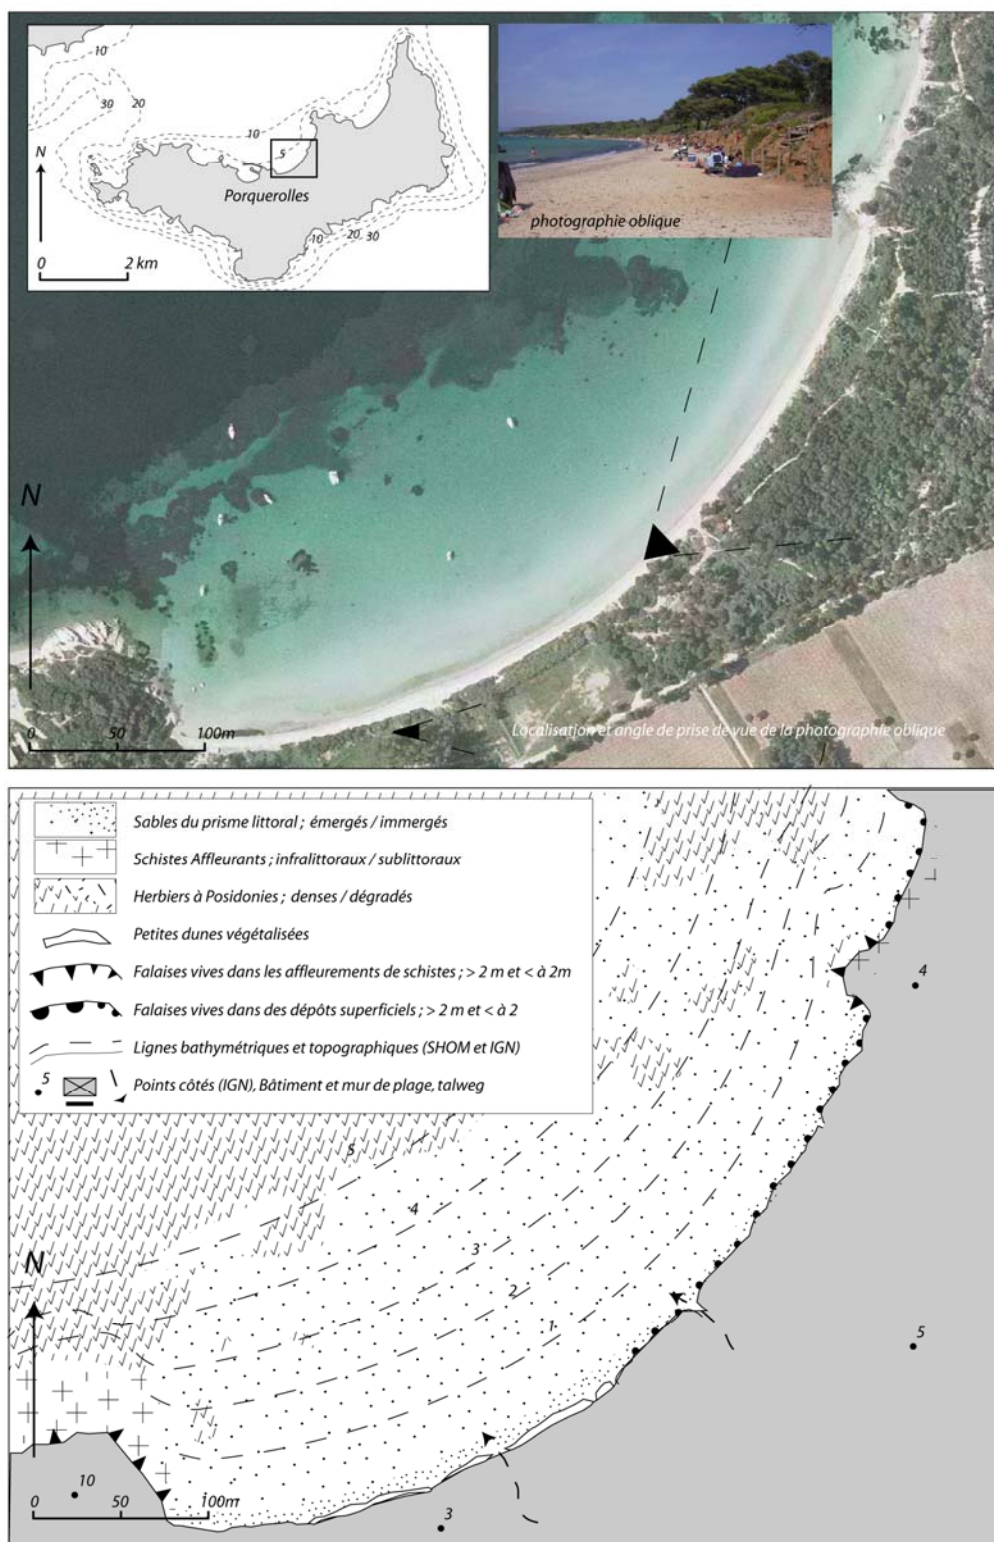 10
20
30
N
10
5
Porquerolles
10
20
30
0
2 km
photographie oblique
N
0
50
100m
Localisation et angle de prise de vue de la photographie oblique
Sables du prisme littoral ; émergés / immergés
Schistes Affleurants ; infralittoraux / sublittoraux
Herbiers à Posidonies ; denses / dégradés
Petites dunes végétalisées
Falaises vives dans les affleurements de schistes ; > 2 m et < à 2m
Falaises vives dans des dépôts superficiels ; > 2 m et < à 2
Lignes bathymétriques et topographiques (SHOM et IGN)
5
Points côtés (IGN), Bâtiment et mur de plage, talweg
4
5
4
3
2
1
N
5
10
0
50
100m
3